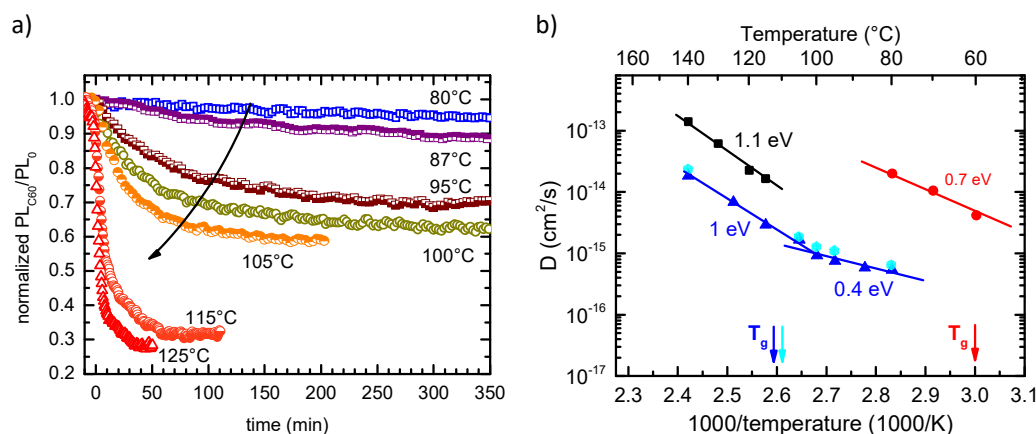 a)
normalized PL_C60/PL_0
1.0
0.9
0.8
0.7
0.6
0.5
0.4
0.3
0.2
80°C
87°C
95°C
100°C
105°C
115°C
125°C
0 50 100 150 200 250 300 350
time (min)
b)
Temperature (°C)
160 140 120 100 80 60
D (cm²/s)
10⁻¹³
10⁻¹⁴
10⁻¹⁵
10⁻¹⁶
10⁻¹⁷
1.1 eV
0.7 eV
1 eV
0.4 eV
T_g
T_g
2.3 2.4 2.5 2.6 2.7 2.8 2.9 3.0 3.1
1000/temperature (1000/K)